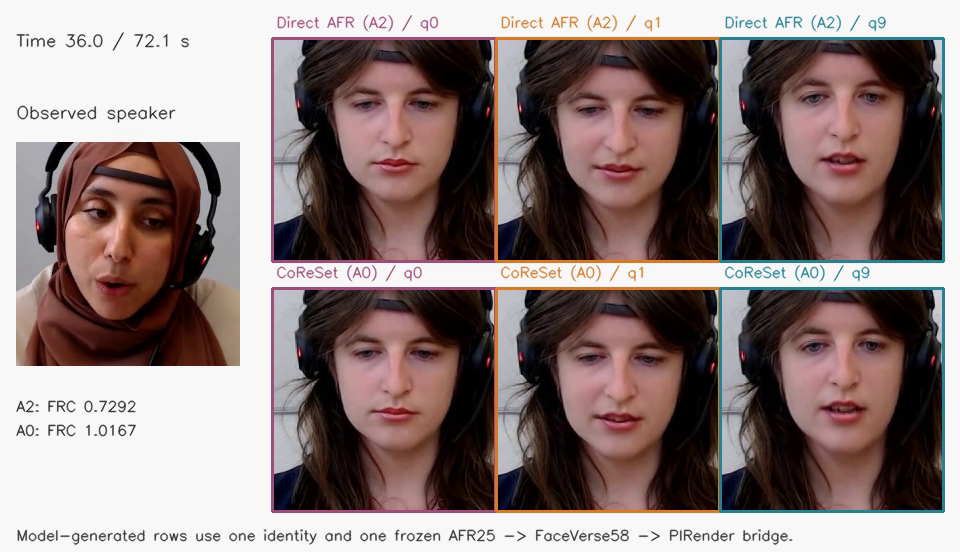 Time 36.0 / 72.1 s
Observed speaker
A2: FRC 0.7292
A0: FRC 1.0167
Direct AFR (A2) / q0
Direct AFR (A2) / q1
Direct AFR (A2) / q9
CoReSet (A0) / q0
CoReSet (A0) / q1
CoReSet (A0) / q9
Model-generated rows use one identity and one frozen AFR25 -> FaceVerse58 -> PIRender bridge.